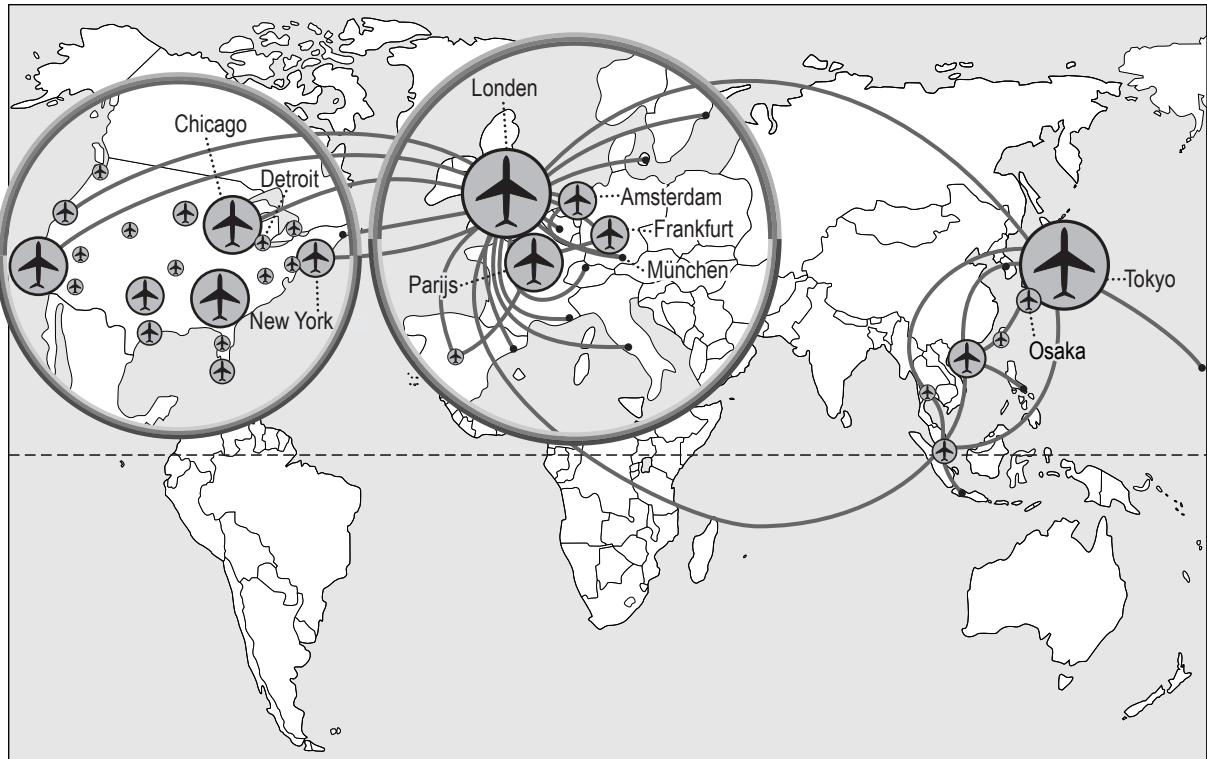 Londen
Chicago
Detroit
Amsterdam
Frankfurt
München
Parijs
Tokyo
New York
Osaka